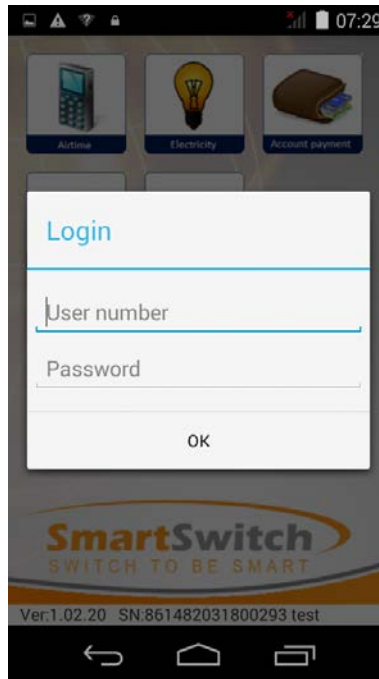 07:29
Airtime
Electricity
Account payment
Login
User number
Password
OK
SmartSwitch
SWITCH TO BE SMART
Ver:1.02.20 SN:861482031800293 test